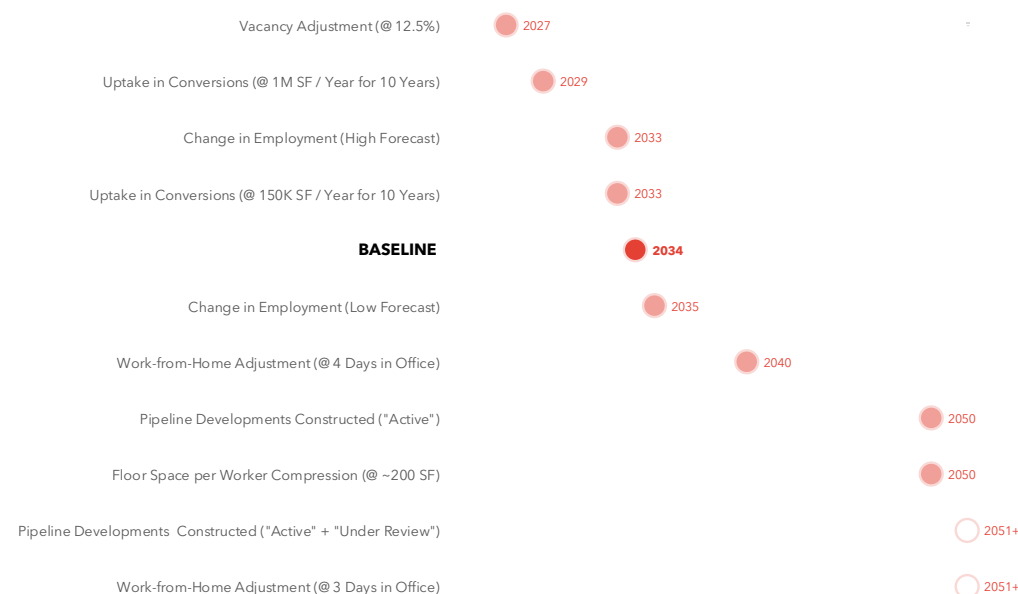 Vacancy Adjustment (@ 12.5%) 2027
Uptake in Conversions (@ 1M SF / Year for 10 Years) 2029
Change in Employment (High Forecast) 2033
Uptake in Conversions (@ 150K SF / Year for 10 Years) 2033
BASELINE 2034
Change in Employment (Low Forecast) 2035
Work-from-Home Adjustment (@ 4 Days in Office) 2040
Pipeline Developments Constructed ("Active") 2050
Floor Space per Worker Compression (@ ~200 SF) 2050
Pipeline Developments Constructed ("Active" + "Under Review") 2051+
Work-from-Home Adjustment (@ 3 Days in Office) 2051+